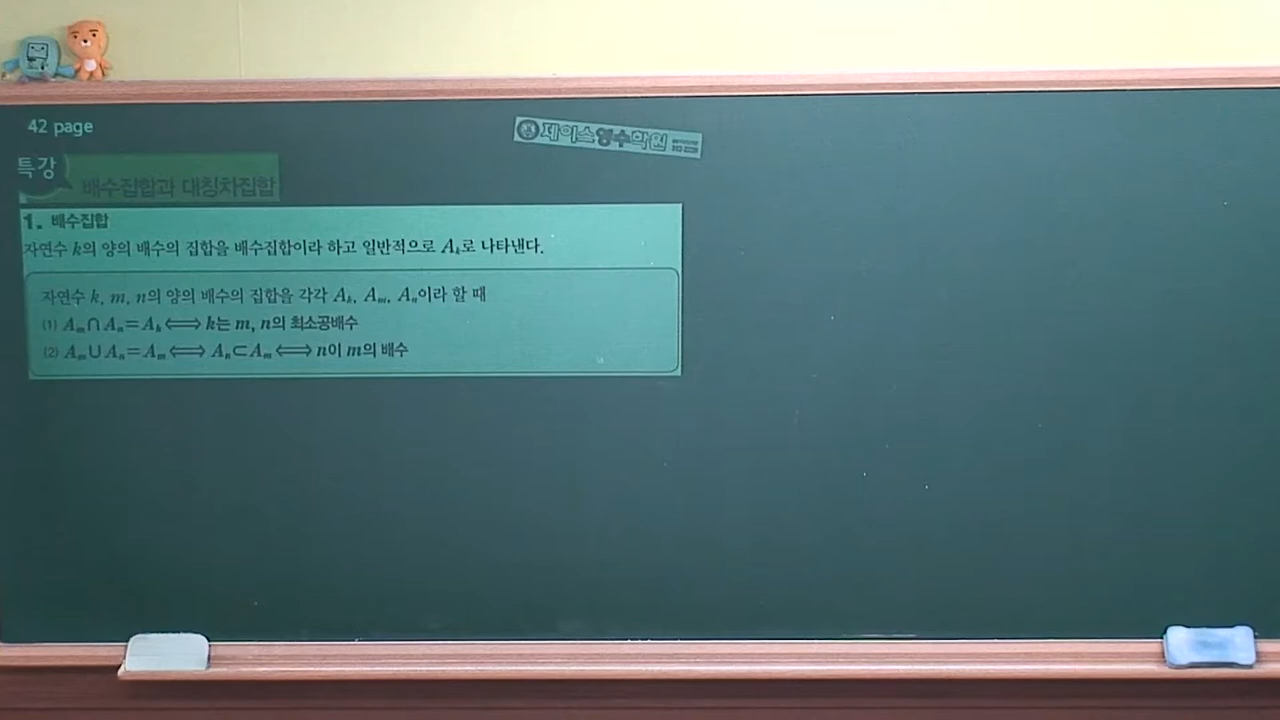 42 page
제이스영수학원
특강
배수집합과 대칭차집합
1. 배수집합
자연수 k의 양의 배수의 집합을 배수집합이라 하고 일반적으로 Aₖ로 나타낸다.
자연수 k, m, n의 양의 배수의 집합을 각각 Aₖ, Aₘ, Aₙ이라 할 때
(1) Aₘ∩Aₙ=Aₖ⟺k는 m, n의 최소공배수
(2) Aₘ∪Aₙ=Aₘ⟺Aₙ⊂Aₘ⟺n이 m의 배수